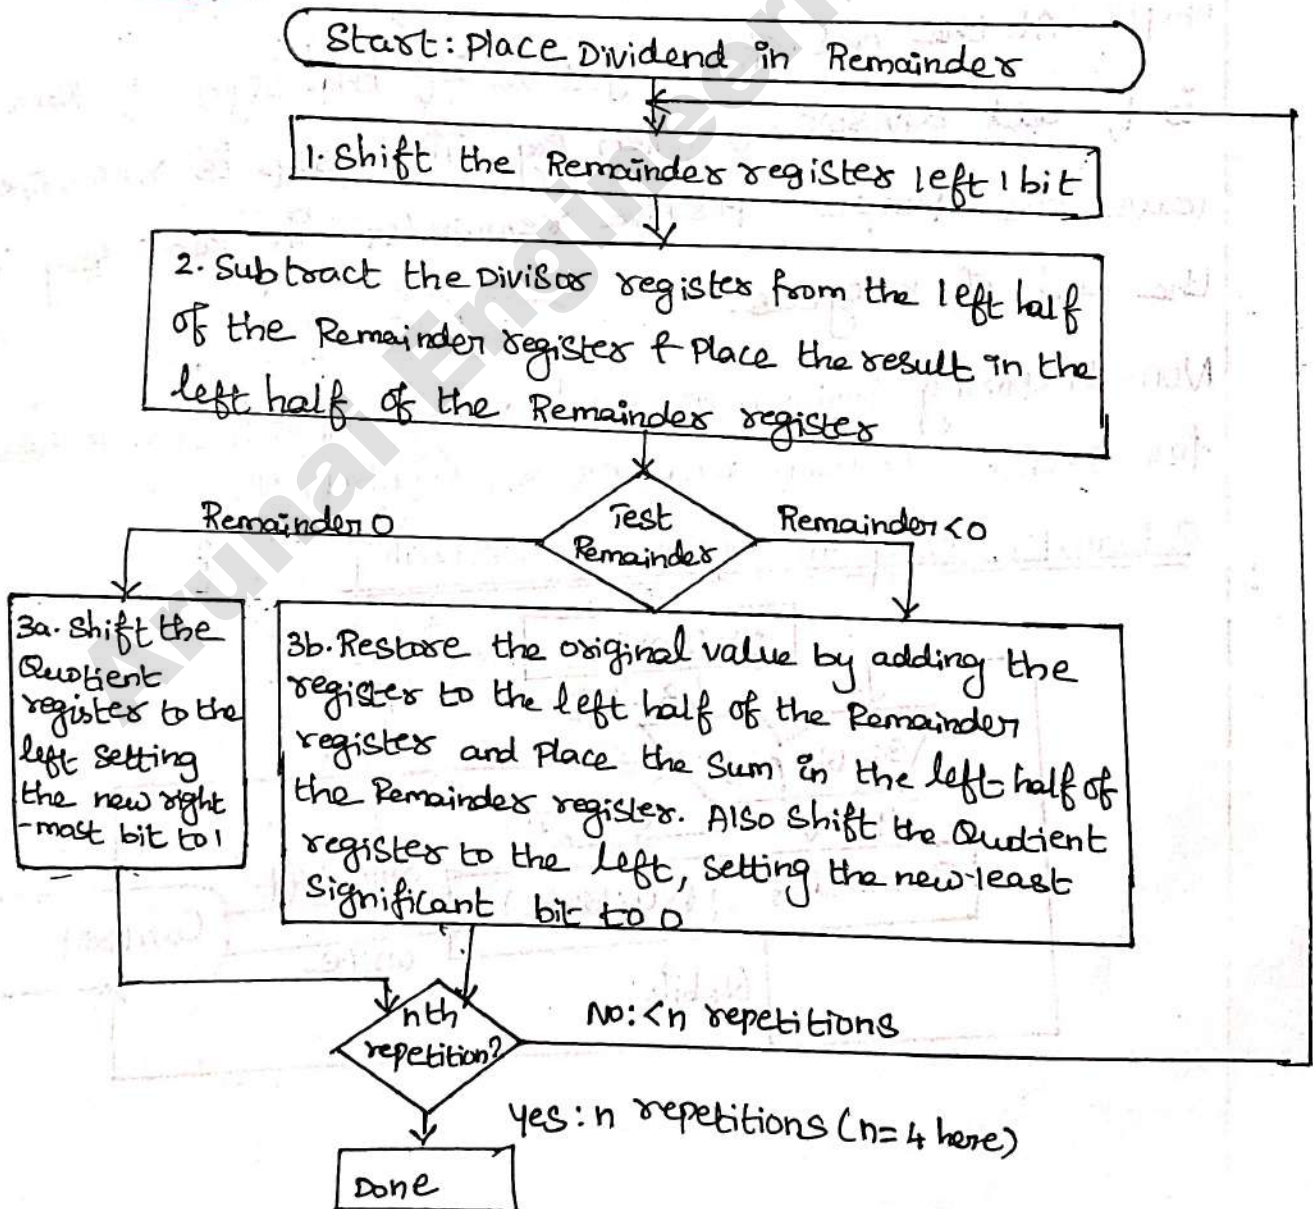 Start: Place Dividend in Remainder
1. Shift the Remainder register left 1 bit
2. Subtract the Divisor register from the left half
of the Remainder register & Place the result in the
left half of the Remainder register
Test
Remainder
Remainder 0
Remainder <0
3a. Shift the
Quotient
register to the
left setting
the new right
-most bit to 1
3b. Restore the original value by adding the
register to the left half of the Remainder
register and Place the Sum in the left half of
the Remainder register. Also Shift the Quotient
register to the left, setting the new least
Significant bit to 0
nth
repetition?
No: <n repetitions
Yes: n repetitions (n=4 here)
Done
Arunai Engineeri